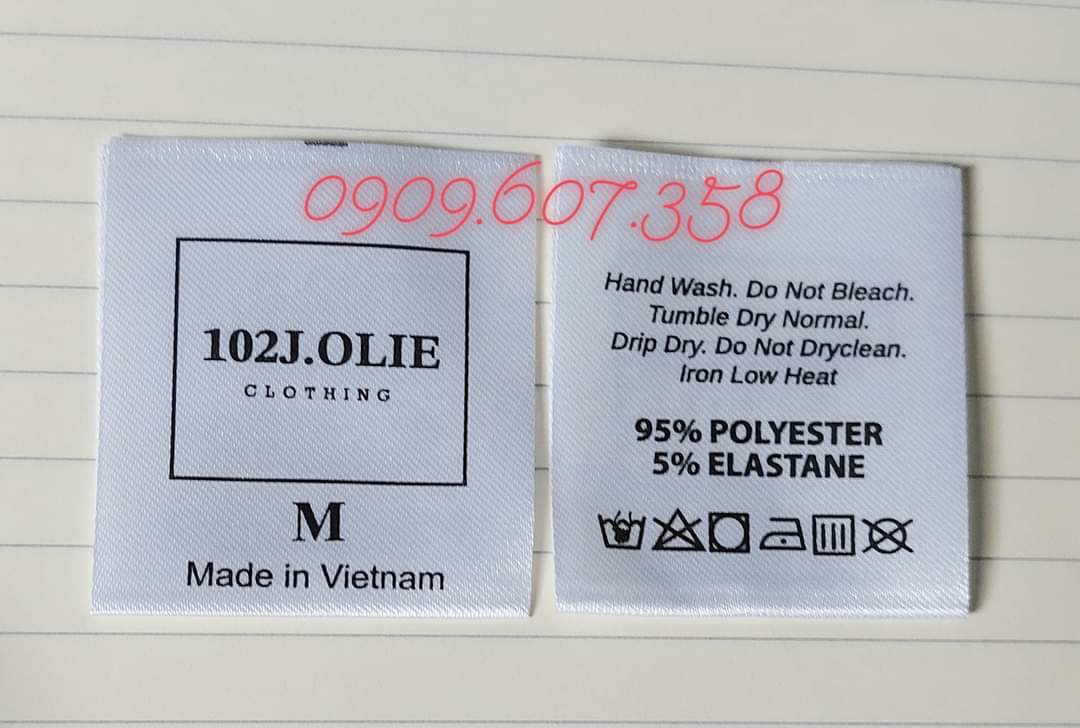 0909.607.358
102J.OLIE
CLOTHING
M
Made in Vietnam
Hand Wash. Do Not Bleach.
Tumble Dry Normal.
Drip Dry. Do Not Dryclean.
Iron Low Heat
95% POLYESTER
5% ELASTANE